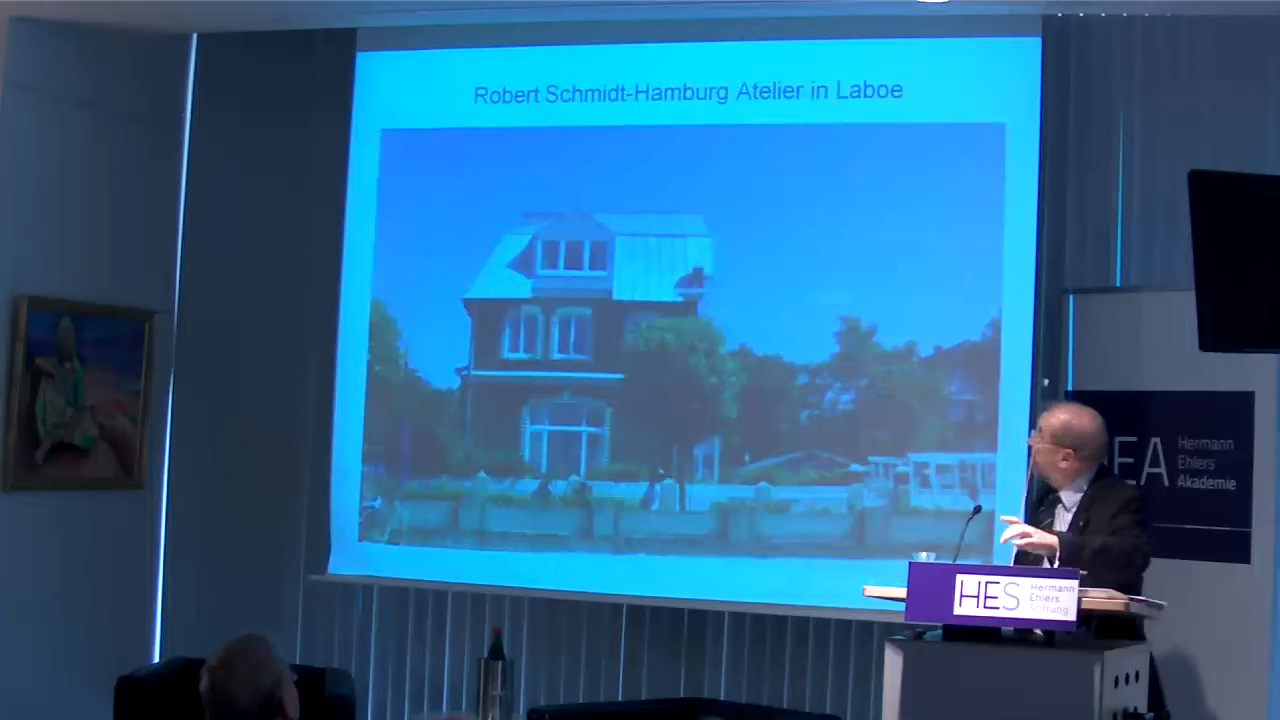 Robert Schmidt-Hamburg Atelier in Laboe
EA
Hermann
Ehlers
Akademie
HES
Hermann
Ehlers
Stiftung